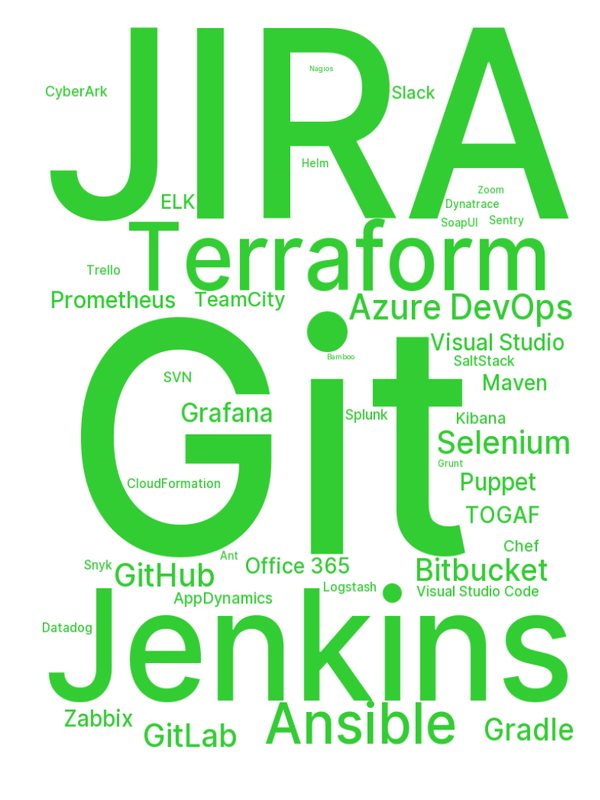 JIRA
Nagios
CyberArk
Slack
Helm
Zoom
ELK
Dynatrace
SoapUI
Sentry
Terraform
Trello
Prometheus
TeamCity
Azure DevOps
Git
Visual Studio
Bamboo
SaltStack
SVN
Maven
Grafana
Splunk
Kibana
Selenium
Grunt
CloudFormation
Puppet
TOGAF
Chef
Ant
Snyk
Office 365
GitHub
Bitbucket
Logstash
Visual Studio Code
AppDynamics
Jenkins
Datadog
Zabbix
Ansible
GitLab
Gradle